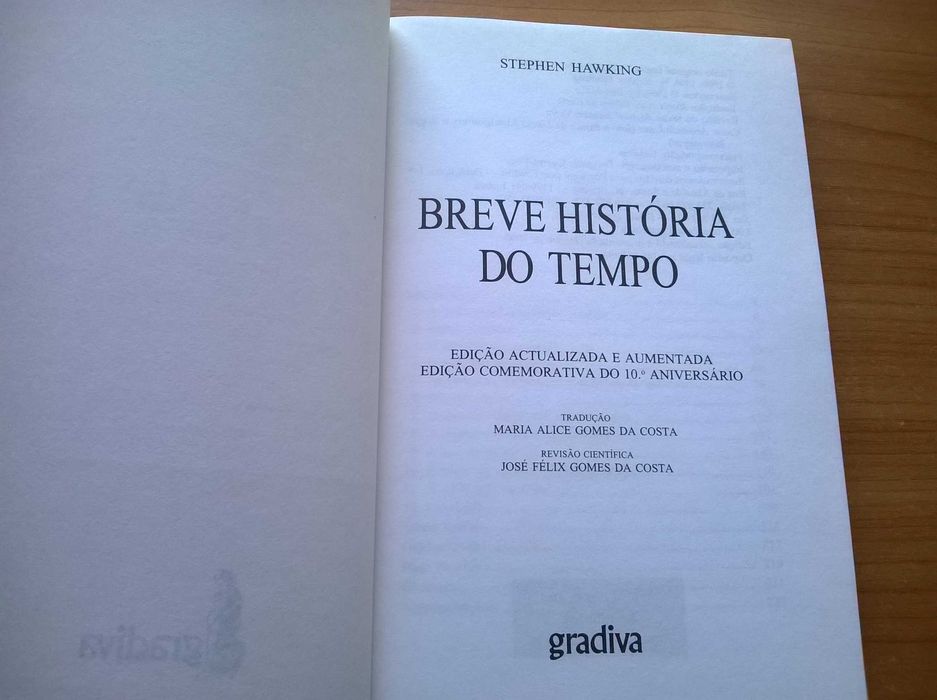 STEPHEN HAWKING
BREVE HISTÓRIA
DO TEMPO
EDIÇÃO ACTUALIZADA E AUMENTADA
EDIÇÃO COMEMORATIVA DO 10.º ANIVERSÁRIO
TRADUÇÃO
MARIA ALICE GOMES DA COSTA
REVISÃO CIENTÍFICA
JOSÉ FÉLIX GOMES DA COSTA
gradiva
gradiva